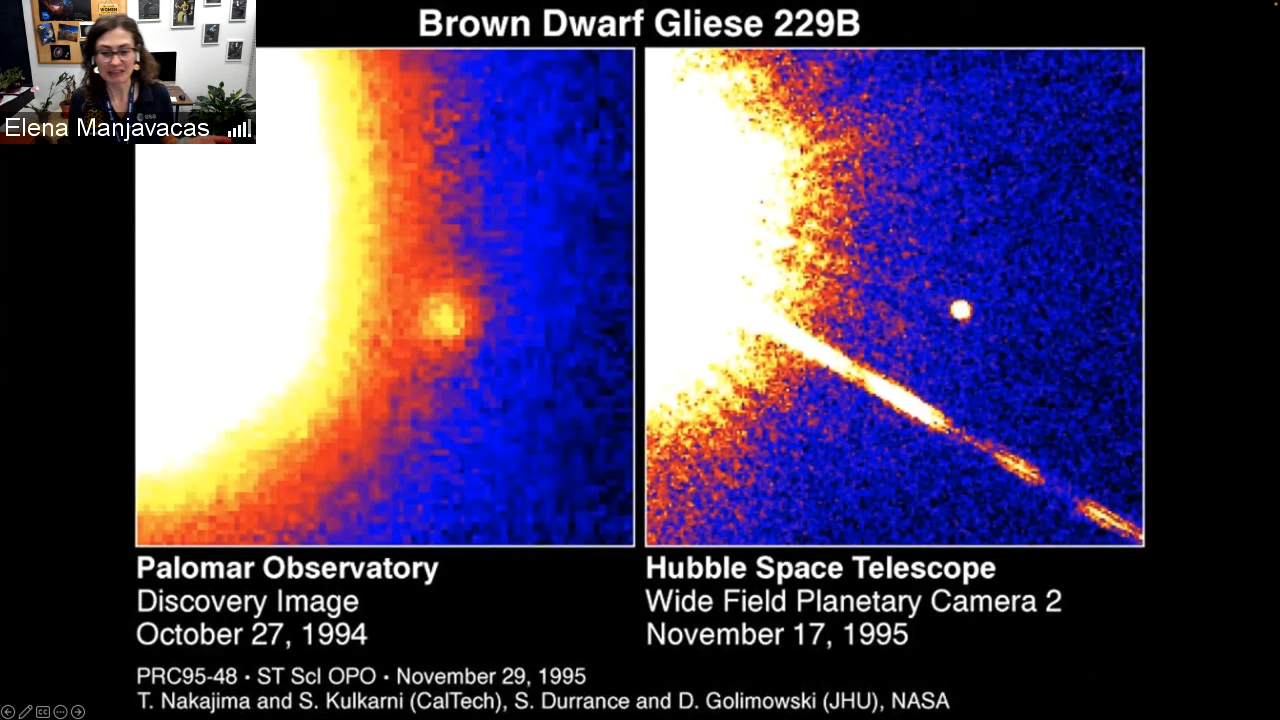 Brown Dwarf Gliese 229B
Elena Manjavacas
Palomar Observatory
Discovery Image
October 27, 1994
Hubble Space Telescope
Wide Field Planetary Camera 2
November 17, 1995
PRC95-48 • ST ScI OPO • November 29, 1995
T. Nakajima and S. Kulkarni (CalTech), S. Durrance and D. Golimowski (JHU), NASA